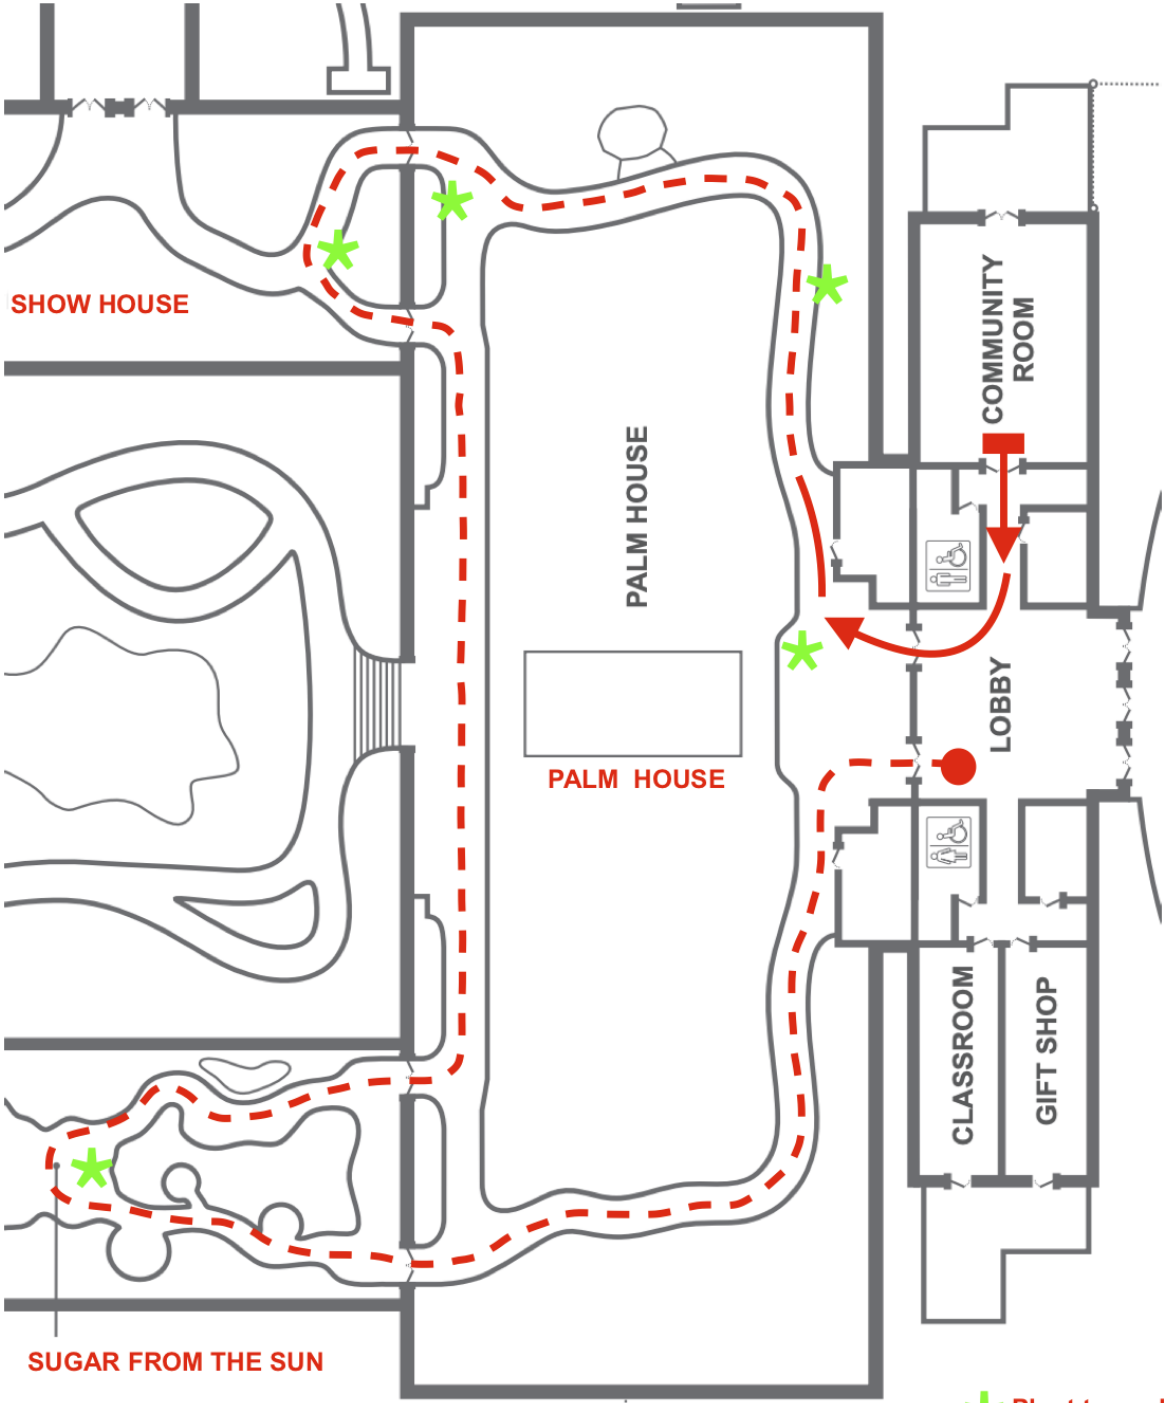 SHOW HOUSE
COMMUNITY
ROOM
PALM HOUSE
LOBBY
PALM HOUSE
CLASSROOM
GIFT SHOP
SUGAR FROM THE SUN